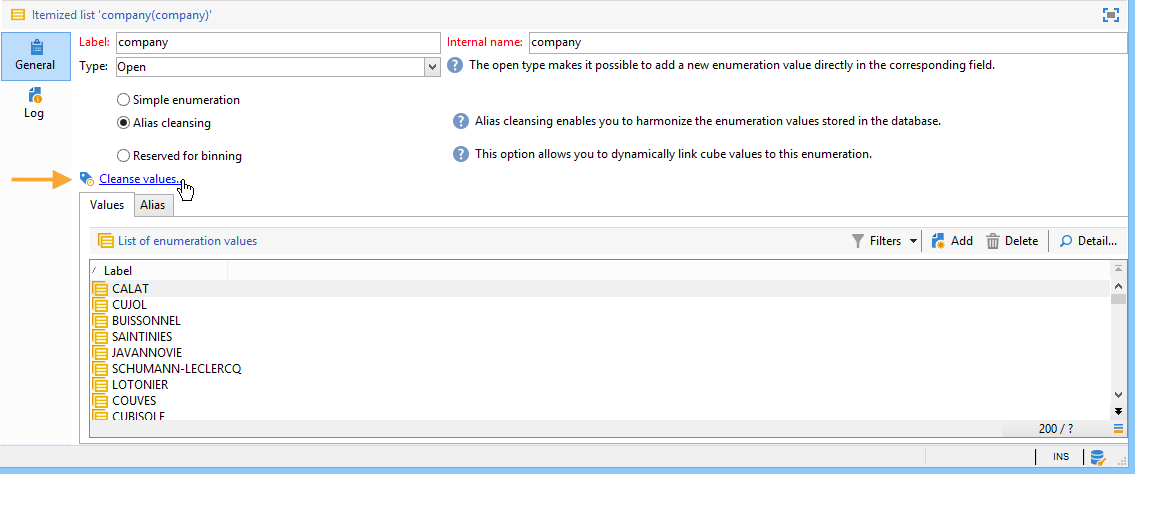 Itemized list 'company(company)'
General
Log
Label: company Internal name: company
Type: Open ? The open type makes it possible to add a new enumeration value directly in the corresponding field.
Simple enumeration
Alias cleansing ? Alias cleansing enables you to harmonize the enumeration values stored in the database.
Reserved for binning ? This option allows you to dynamically link cube values to this enumeration.
Cleanse values...
Values Alias
List of enumeration values Filters Add Delete Detail...
Label
CALAT
CUJOL
BUISSONNEL
SAINTINIES
JAVANNOVIE
SCHUMANN-LECLERCQ
LOTONIER
COUVES
CUBISOLE
200 / ?
INS